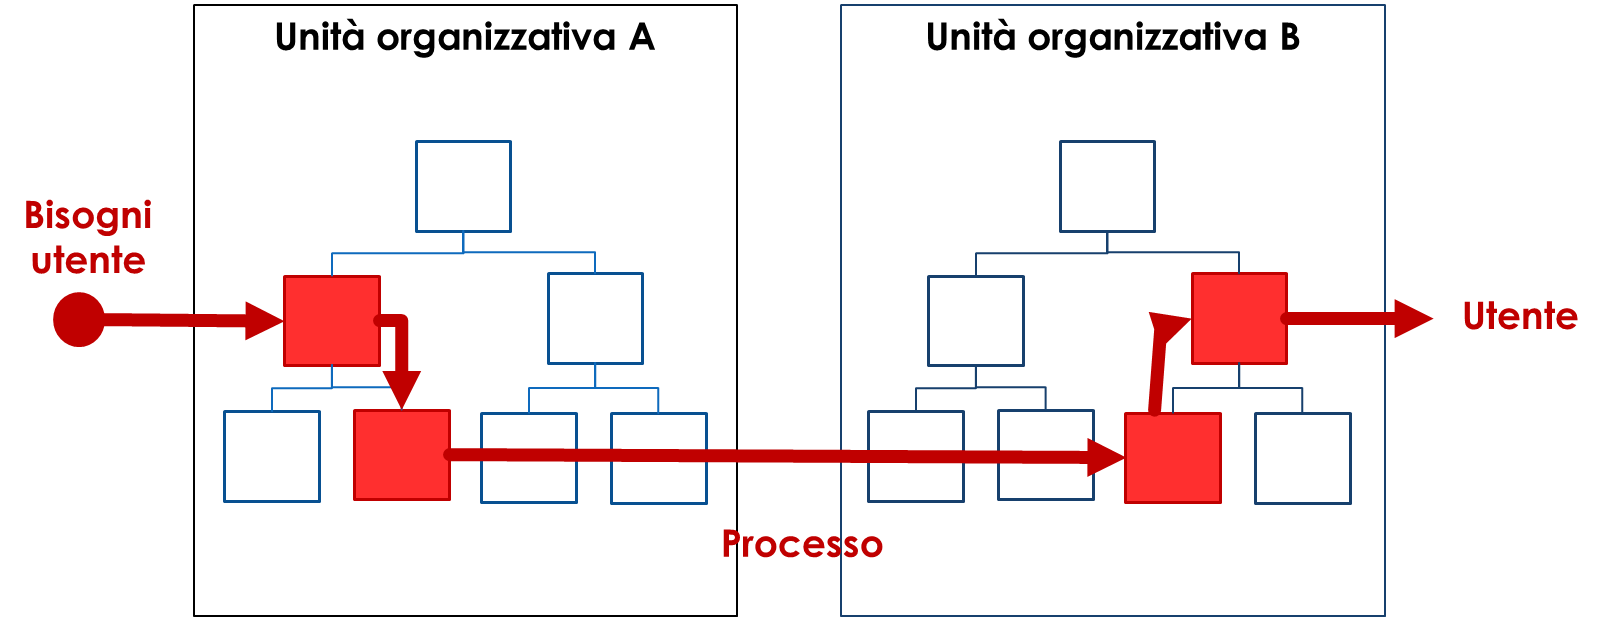 Unità organizzativa A
Unità organizzativa B
Bisogni
utente
Utente
Processo